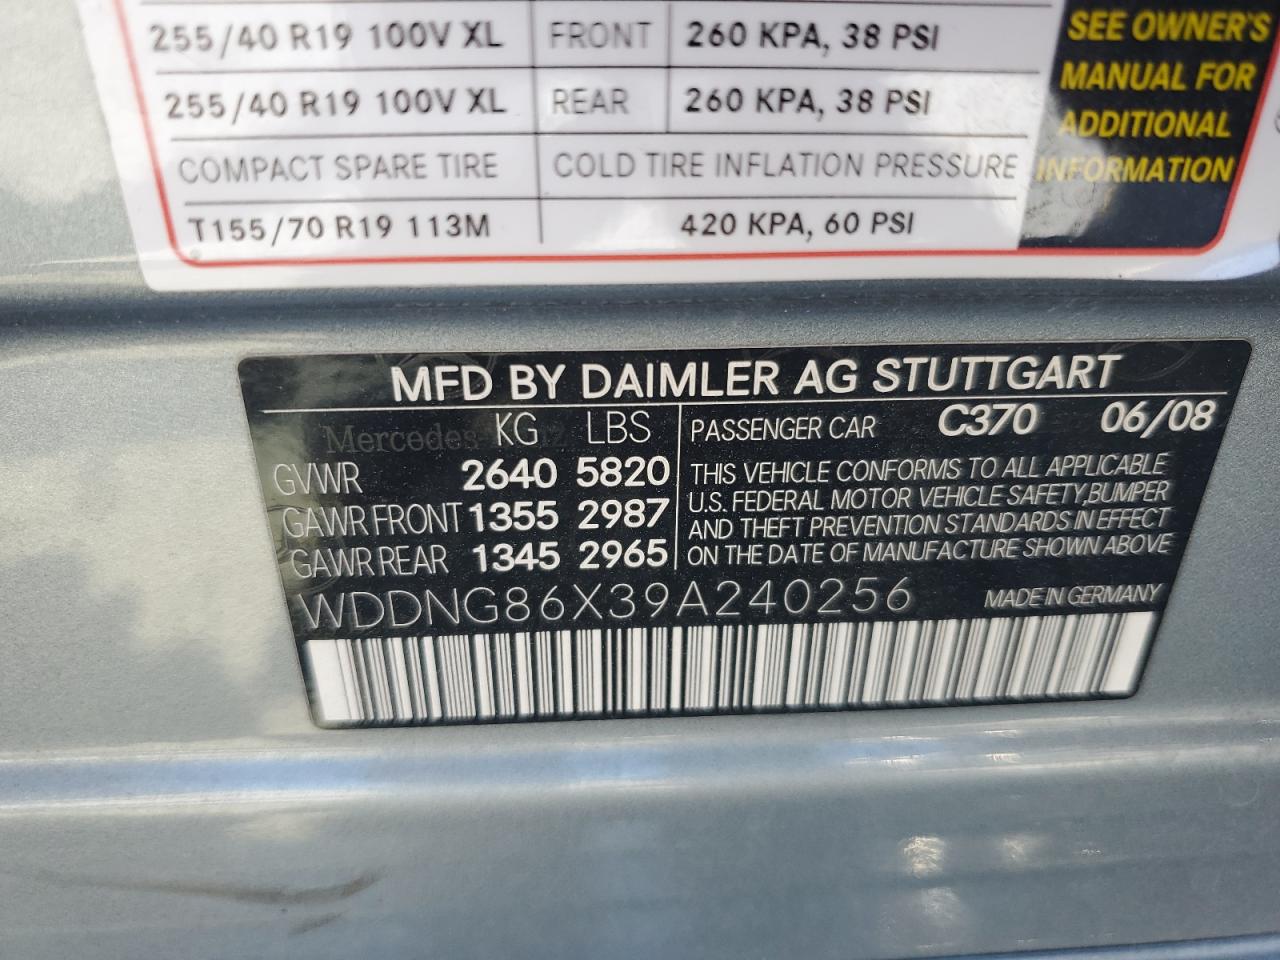 255/40 R19 100V XL FRONT 260 KPA, 38 PSI
255/40 R19 100V XL REAR 260 KPA, 38 PSI
COMPACT SPARE TIRE COLD TIRE INFLATION PRESSURE
T155/70 R19 113M 420 KPA, 60 PSI
SEE OWNER'S
MANUAL FOR
ADDITIONAL
INFORMATION
MFD BY DAIMLER AG STUTTGART
KG LBS
GVWR 2640 5820
GAWR FRONT 1355 2987
GAWR REAR 1345 2965
PASSENGER CAR C370 06/08
THIS VEHICLE CONFORMS TO ALL APPLICABLE
U.S. FEDERAL MOTOR VEHICLE SAFETY,BUMPER
AND THEFT PREVENTION STANDARDS IN EFFECT
ON THE DATE OF MANUFACTURE SHOWN ABOVE
WDDNG86X39A240256 MADE IN GERMANY